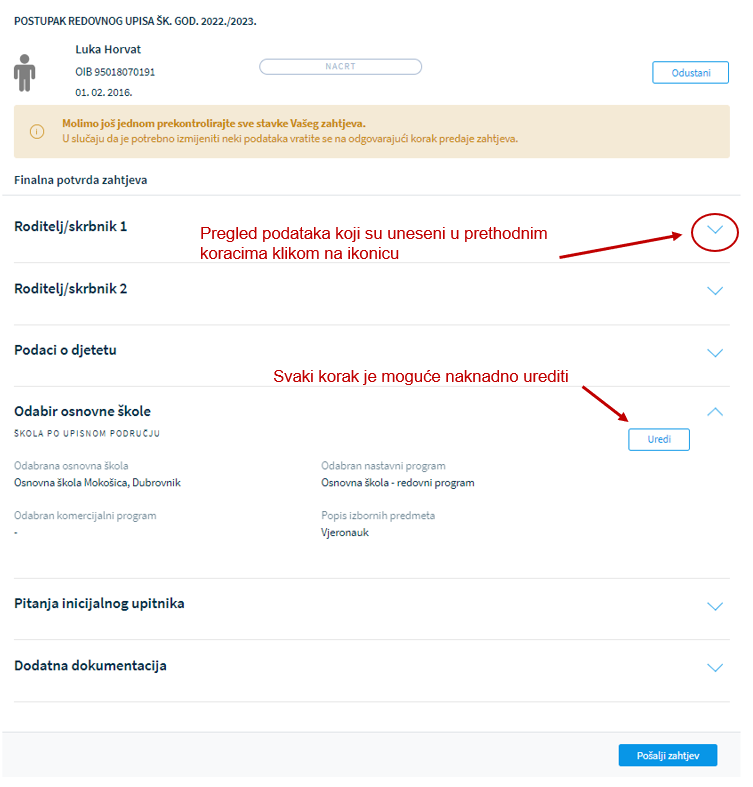 POSTUPAK REDOVNOG UPISA ŠK. GOD. 2022./2023.
Luka Horvat
OIB 95018070191
01. 02. 2016.
NACRT
Odustani
Molimo još jednom prekontrolirajte sve stavke Vašeg zahtjeva.
U slučaju da je potrebno izmijeniti neki podataka vratite se na odgovarajući korak predaje zahtjeva.
Finalna potvrda zahtjeva
Roditelj/skrbnik 1
Pregled podataka koji su uneseni u prethodnim
koracima klikom na ikonicu
Roditelj/skrbnik 2
Podaci o djetetu
Svaki korak je moguće naknadno urediti
Odabir osnovne škole
ŠKOLA PO UPISNOM PODRUČJU
Uredi
Odabrana osnovna škola
Osnovna škola Mokošica, Dubrovnik
Odabran nastavni program
Osnovna škola - redovni program
Odabran komercijalni program
-
Popis izbornih predmeta
Vjeronauk
Pitanja inicijalnog upitnika
Dodatna dokumentacija
Pošalji zahtjev